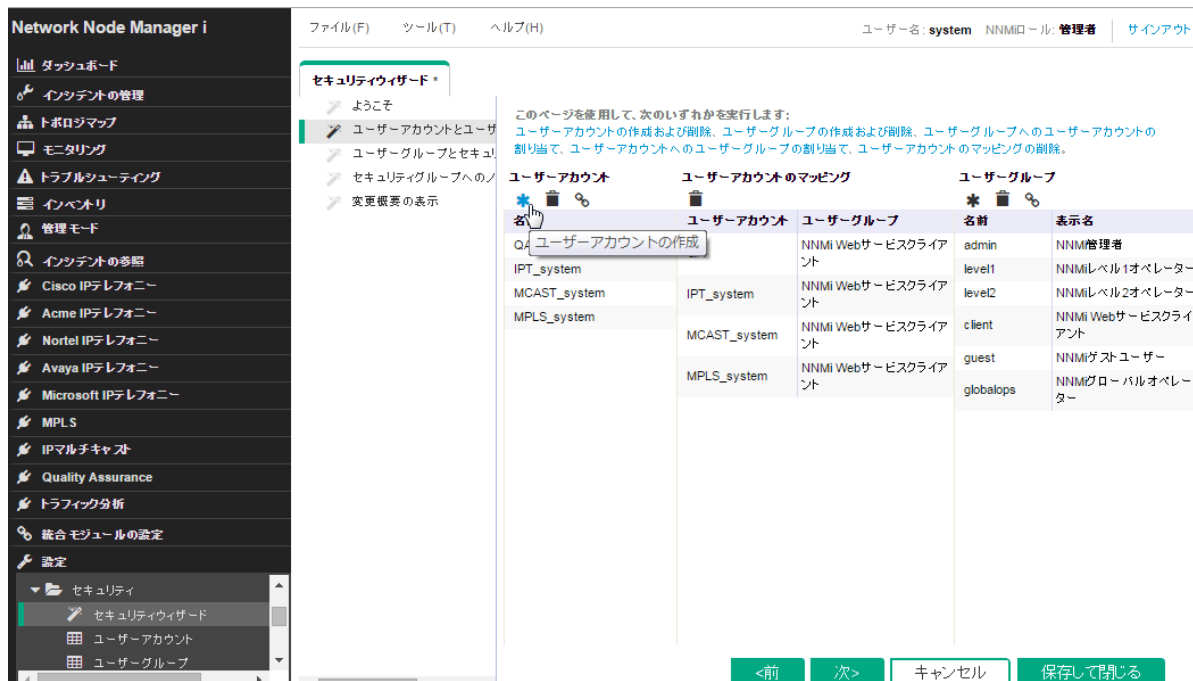 Network Node Manager i
ファイル(F) ツール(T) ヘルプ(H)
ユーザー名: system NNMiロール: 管理者 サインアウト
ダッシュボード
インシデントの管理
トポロジマップ
モニタリング
トラブルシューティング
インベントリ
管理モード
インシデントの参照
Cisco IPテレフォニー
Acme IPテレフォニー
Nortel IPテレフォニー
Avaya IPテレフォニー
Microsoft IPテレフォニー
MPLS
IPマルチキャスト
Quality Assurance
トラフィック分析
統合モジュールの設定
設定
セキュリティ
セキュリティウィザード
ユーザーアカウント
ユーザーグループ
セキュリティウィザード *
ようこそ
ユーザーアカウントとユーザ
ユーザーグループとセキュリ
セキュリティグループへのノ
変更概要の表示
このページを使用して、次のいずれかを実行します:
ユーザーアカウントの作成および削除、ユーザーグループの作成および削除、ユーザーグループへのユーザーアカウントの
割り当て、ユーザーアカウントへのユーザーグループの割り当て、ユーザーアカウントのマッピングの削除。
ユーザーアカウント
名
ユーザーアカウントの作成
IPT_system
MCAST_system
MPLS_system
ユーザーアカウントのマッピング
ユーザーアカウント ユーザーグループ
NNMi Webサービスクライア
ント
IPT_system NNMi Webサービスクライア
ント
MCAST_system NNMi Webサービスクライア
ント
MPLS_system NNMi Webサービスクライア
ント
ユーザーグループ
名前 表示名
admin NNMi管理者
level1 NNMiレベル1オペレーター
level2 NNMiレベル2オペレーター
client NNMi Webサービスクライ
アント
guest NNMiゲストユーザー
globalops NNMiグローバルオペレー
ター
<前 次> キャンセル 保存して閉じる